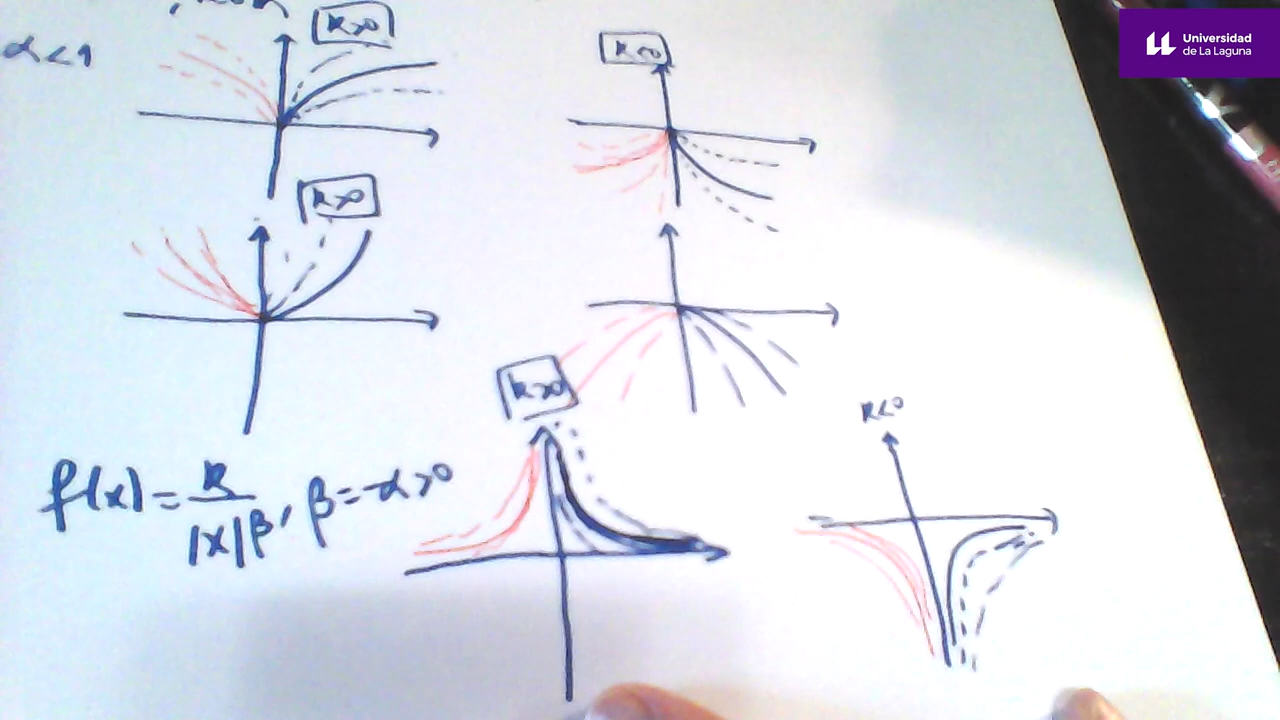 α<1
k>0
k<0
Universidad
de La Laguna
k>0
k>0
k<0
f(x)=k/|x|^β, β=-α>0